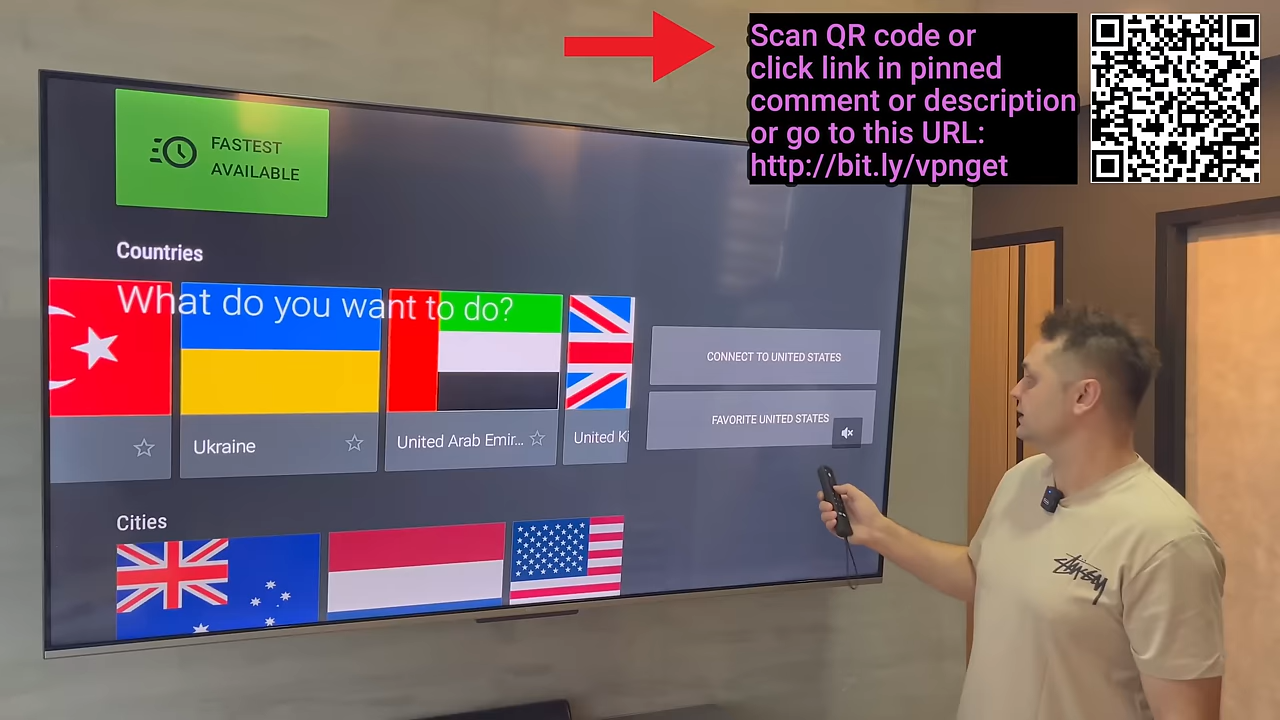 Scan QR code or
click link in pinned
comment or description
or go to this URL:
http://bit.ly/vpnget
FASTEST
AVAILABLE
Countries
What do you want to do?
CONNECT TO UNITED STATES
FAVORITE UNITED STATES
Ukraine
United Arab Emir...
United Ki
Cities
STÜSSY